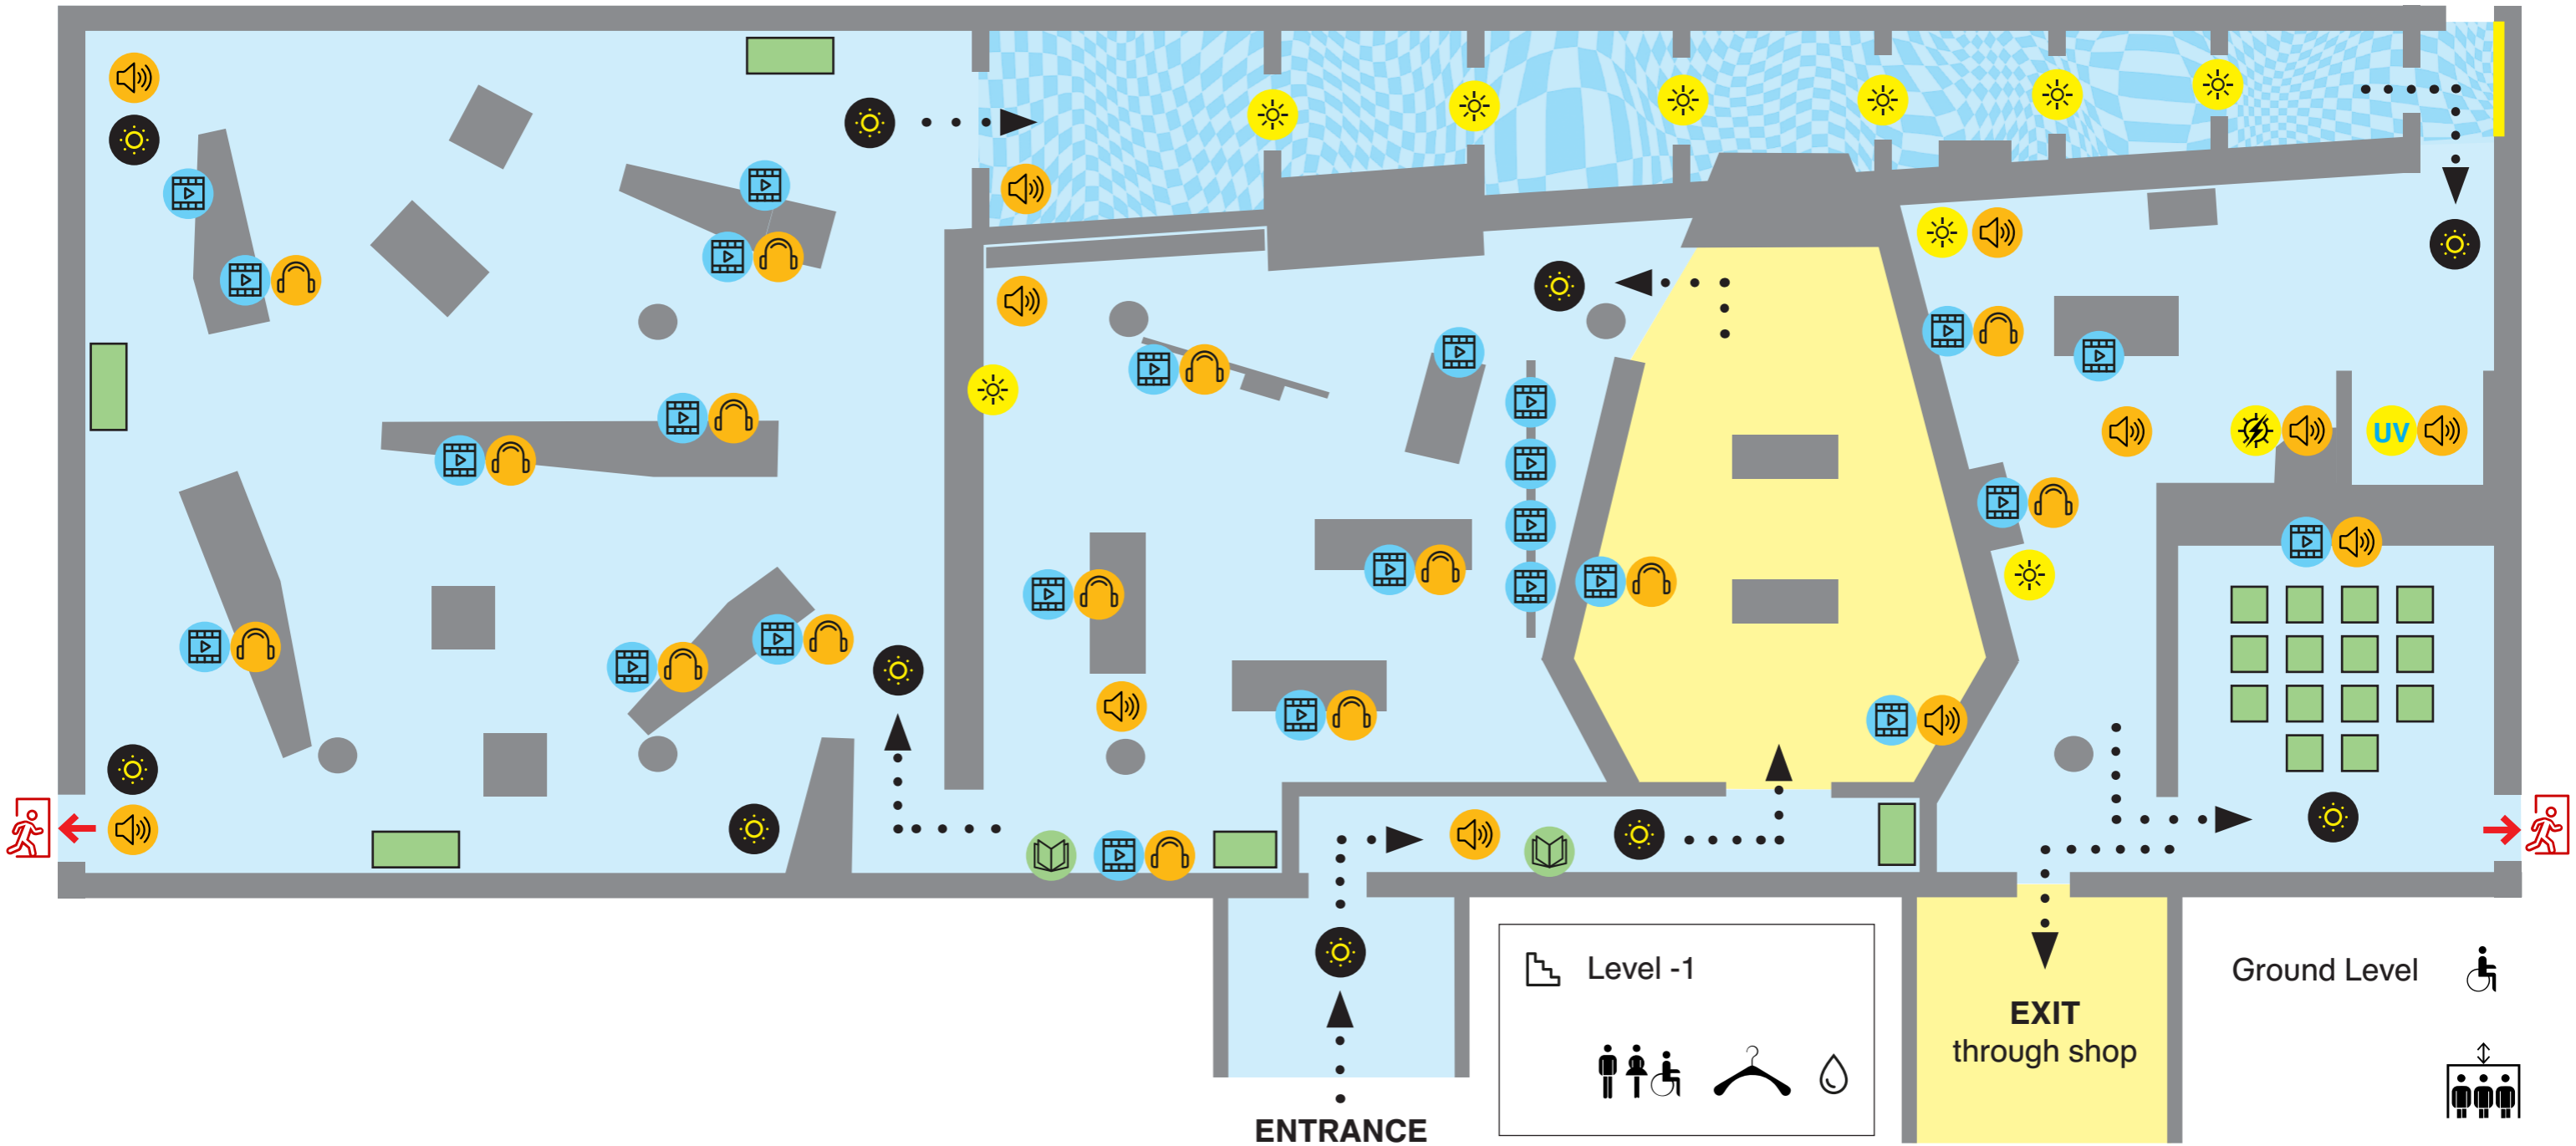 UV
Level -1
Ground Level
EXIT
through shop
ENTRANCE